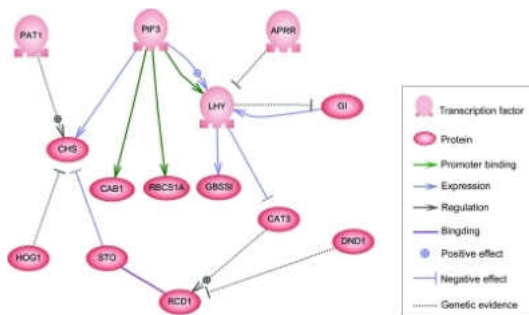 PAT1
PIF3
APRR
LHY
GI
CHS
CAB1
RBCS1A
GBSSI
CAT3
HOG1
STO
DND1
RCD1
Transcription factor
Protein
Promoter binding
Expression
Regulation
Bingding
Positive effect
Negative effect
Genetic evidence